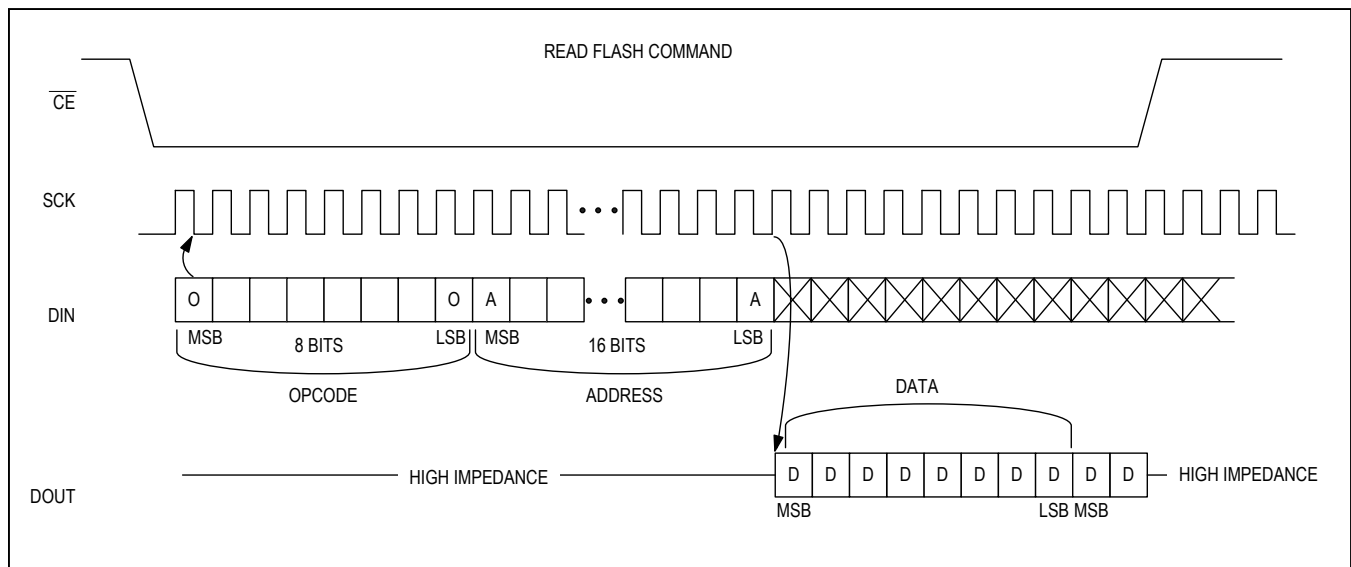 READ FLASH COMMAND
CE
SCK
• • •
DIN
O O A • • • A
MSB 8 BITS LSB MSB 16 BITS LSB
OPCODE ADDRESS
DATA
HIGH IMPEDANCE D D D D D D D D D D HIGH IMPEDANCE
DOUT
MSB LSB MSB